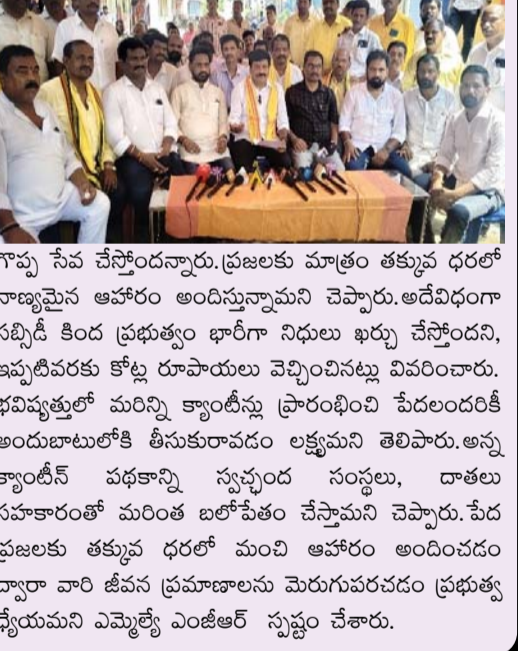 గొప్ప సేవ చేస్తోందన్నారు.ప్రజలకు మాత్రం తక్కువ ధరలో
నాణ్యమైన ఆహారం అందిస్తున్నామని చెప్పారు.అదేవిధంగా
సబ్సిడీ కింద ప్రభుత్వం భారీగా నిధులు ఖర్చు చేస్తోందని,
ఇప్పటివరకు కోట్ల రూపాయలు వెచ్చించినట్లు వివరించారు.
భవిష్యత్తులో మరిన్ని క్యాంటీన్లు ప్రారంభించి పేదలందరికీ
అందుబాటులోకి తీసుకురావడం లక్ష్యమని తెలిపారు.అన్న
క్యాంటీన్ పథకాన్ని స్వచ్ఛంద సంస్థలు, దాతలు
సహకారంతో మరింత బలోపేతం చేస్తామని చెప్పారు.పేద
ప్రజలకు తక్కువ ధరలో మంచి ఆహారం అందించడం
ద్వారా వారి జీవన ప్రమాణాలను మెరుగుపరచడం ప్రభుత్వ
ధ్యేయమని ఎమ్మెల్యే ఎంజీఆర్ స్పష్టం చేశారు.